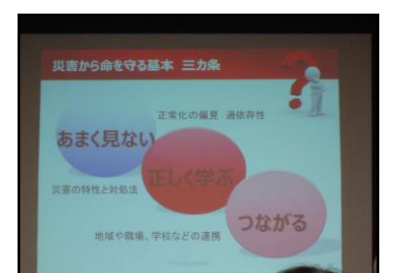 災害から命を守る基本 三カ条
正常化の偏見 過依存性
あまく見ない
正しく学ぶ
災害の特性と対処法
つながる
地域や職場、学校などの連携